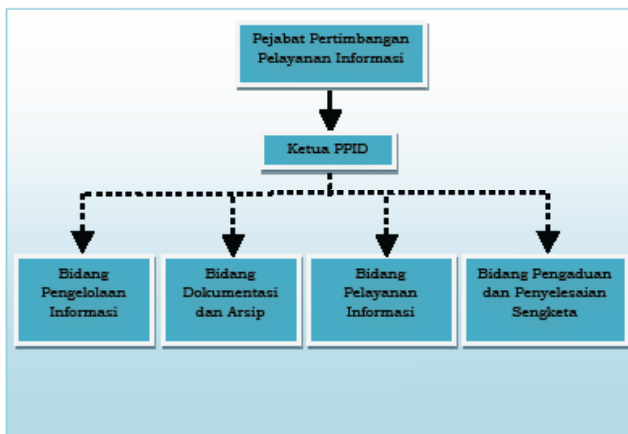 Pejabat Pertimbangan
Pelayanan Informasi
Ketua PPID
Bidang
Pengelolaan
Informasi
Bidang
Dokumentasi
dan Arsip
Bidang
Pelayanan
Informasi
Bidang Pengaduan
dan Penyelesaian
Sengketa